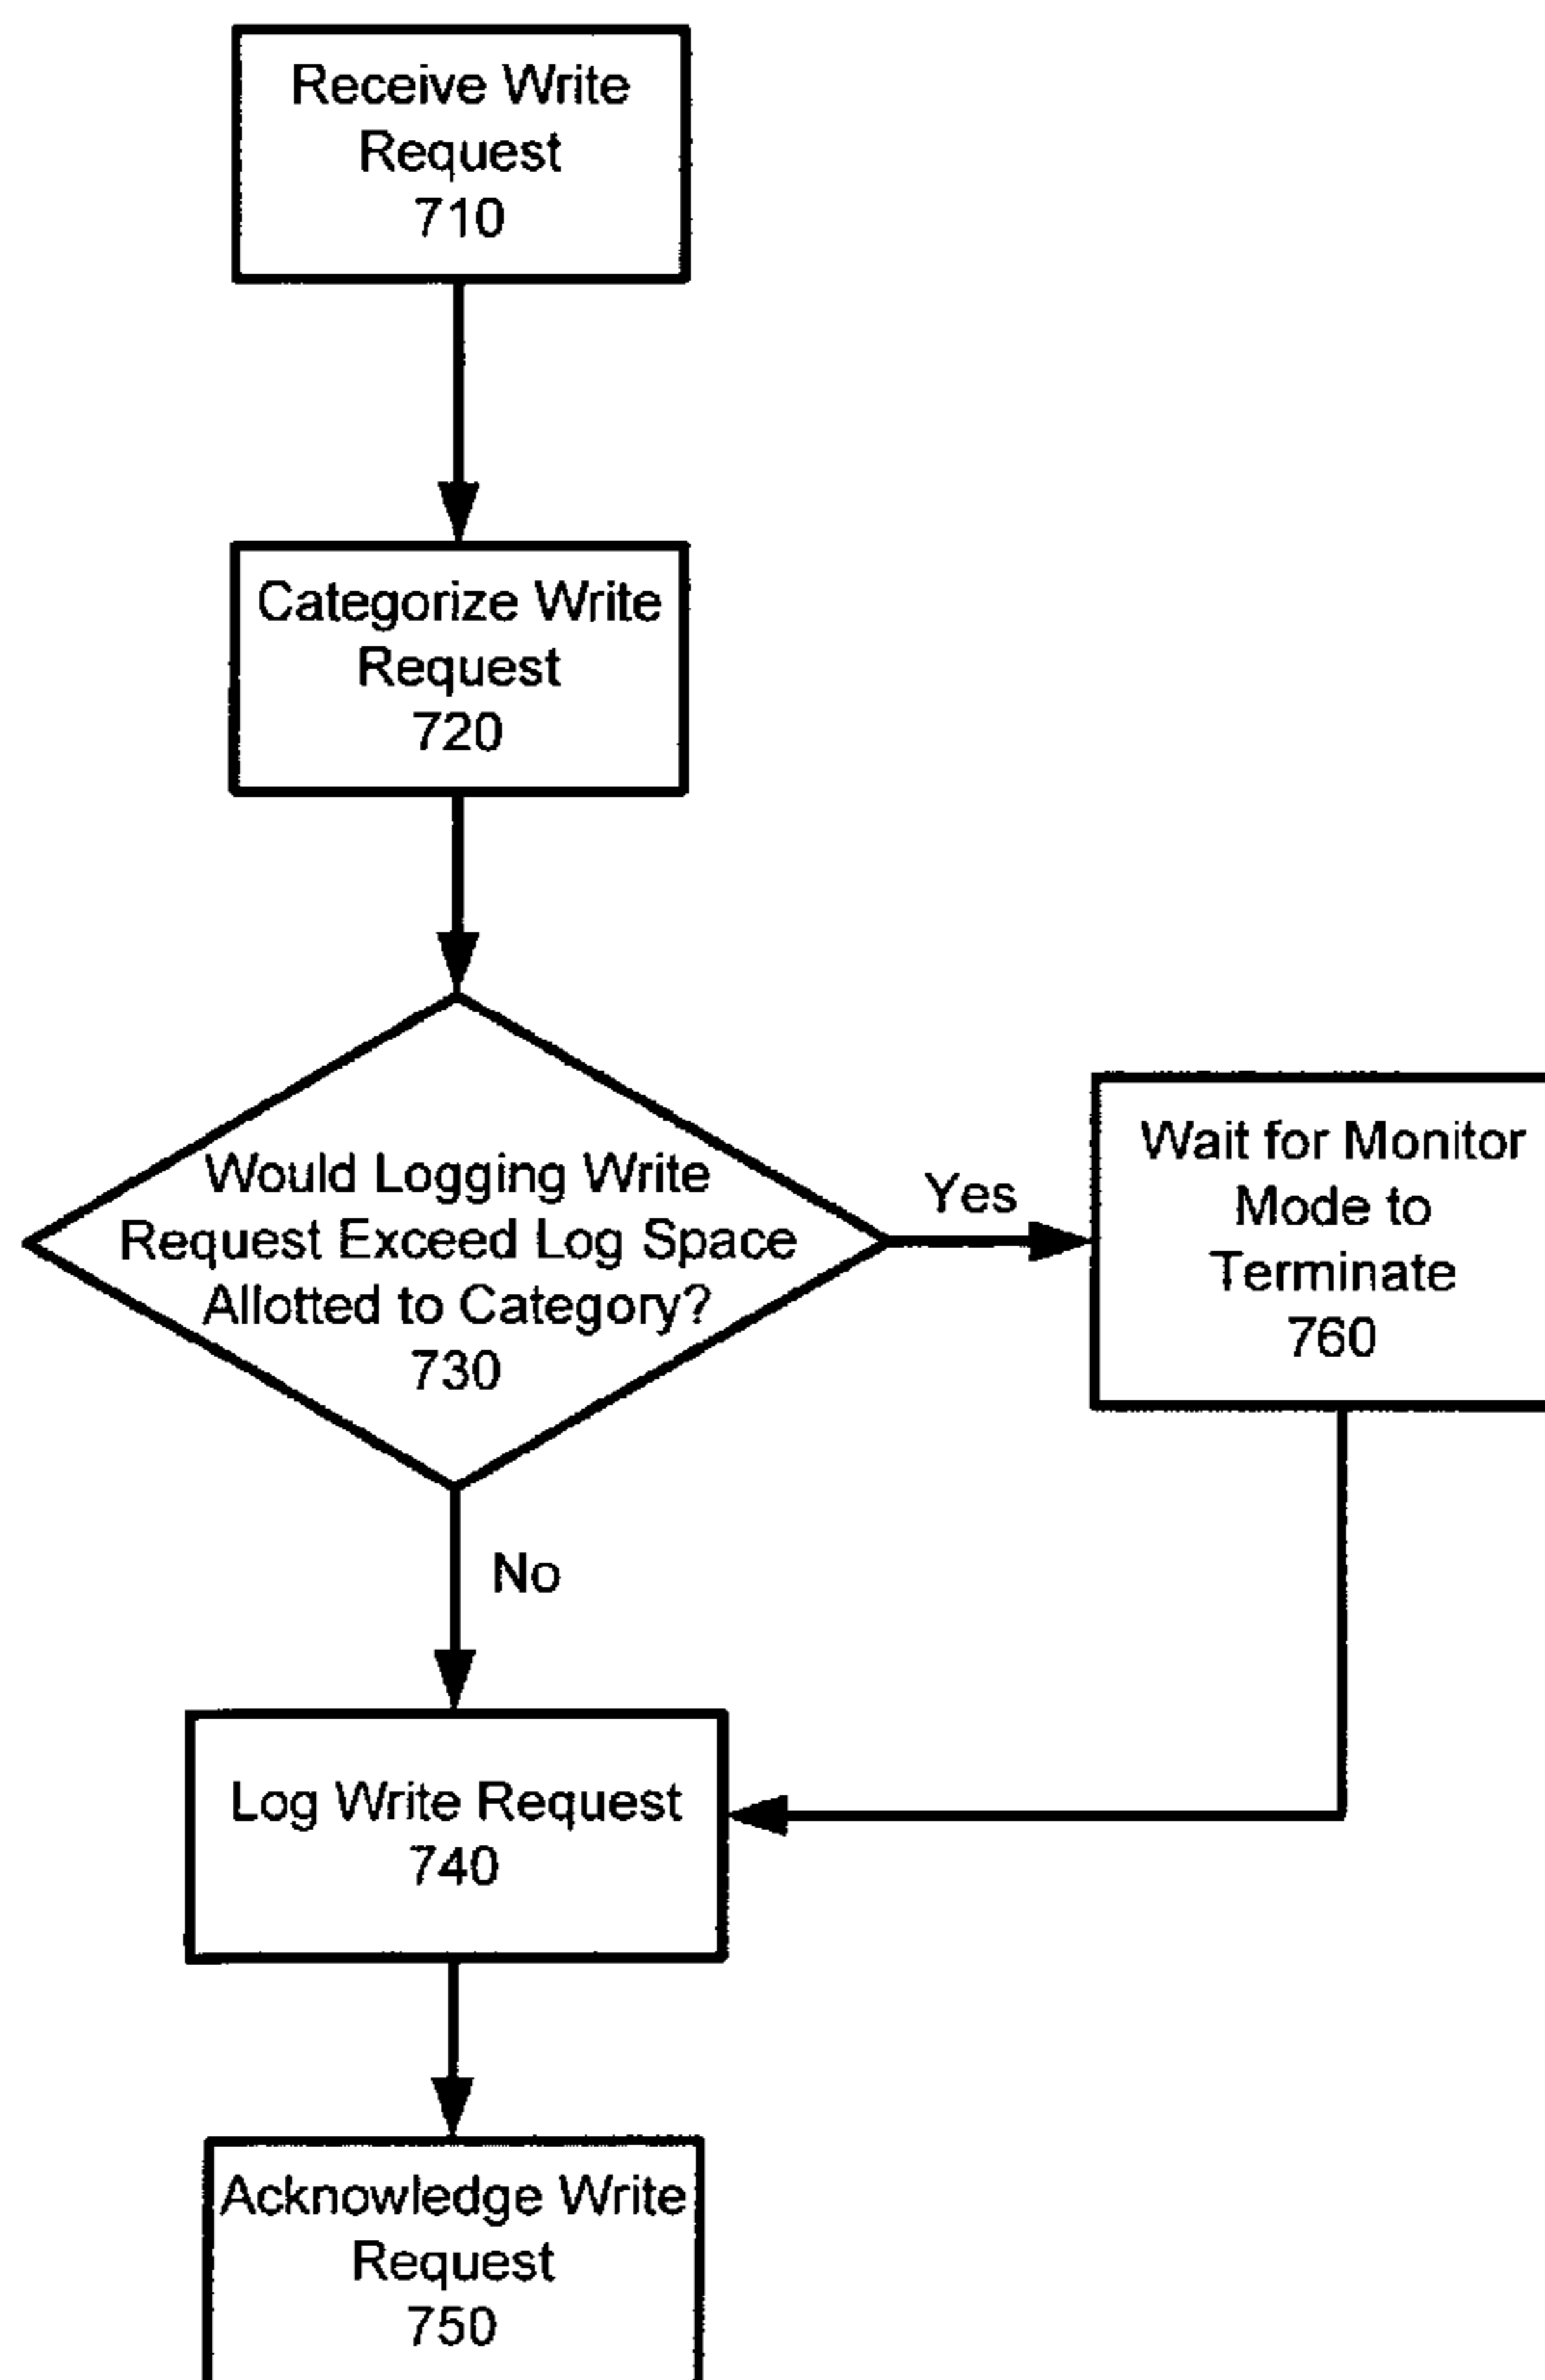 Receive Write
Request
710
Categorize Write
Request
720
Would Logging Write
Request Exceed Log Space
Allotted to Category?
730
Yes
Wait for Monitor
Mode to
Terminate
760
No
Log Write Request
740
Acknowledge Write
Request
750